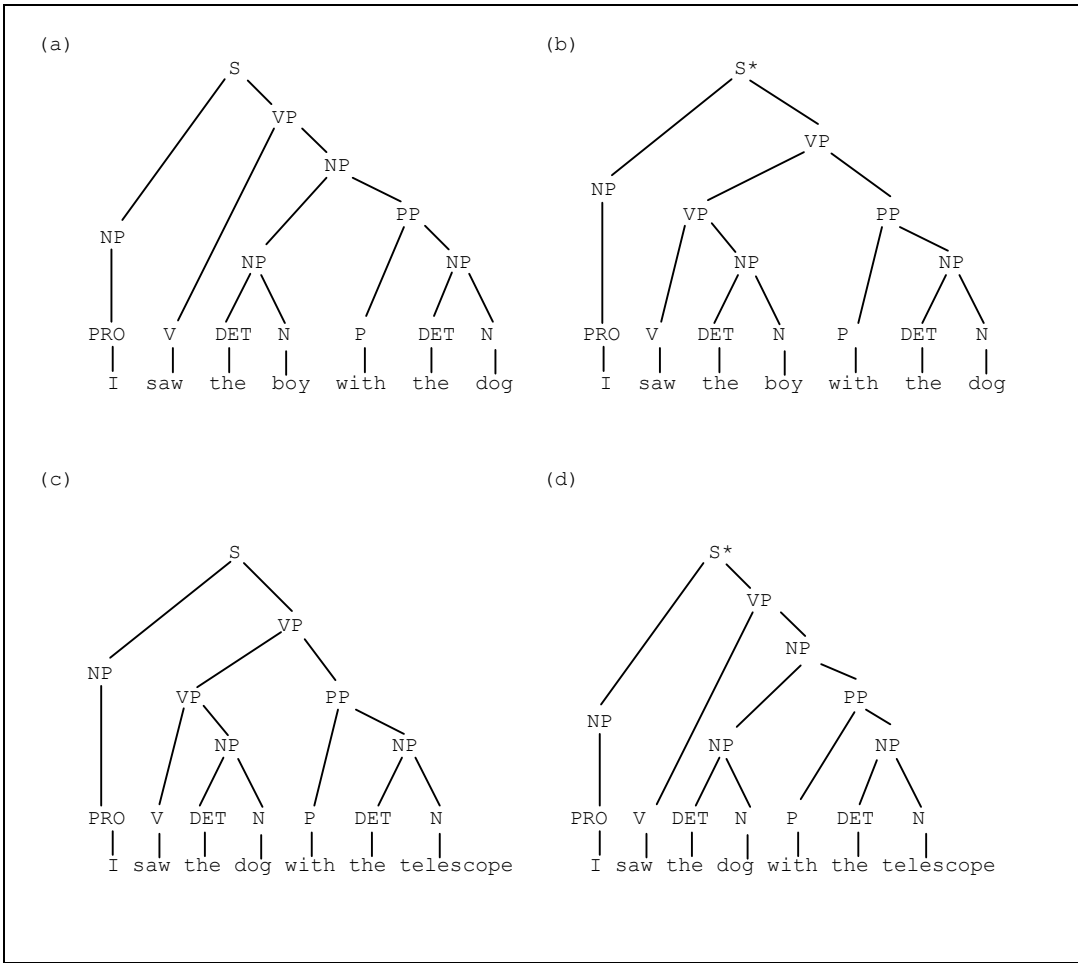 (a) (b)
S S*
VP
VP
NP
NP
VP PP
PP
NP
NP NP NP NP
PRO V DET N P DET N PRO V DET N P DET N
I saw the boy with the dog I saw the boy with the dog
(c) (d)
S S*
VP
VP
NP
NP
VP PP PP
NP
NP NP NP NP
PRO V DET N P DET N PRO V DET N P DET N
I saw the dog with the telescope I saw the dog with the telescope